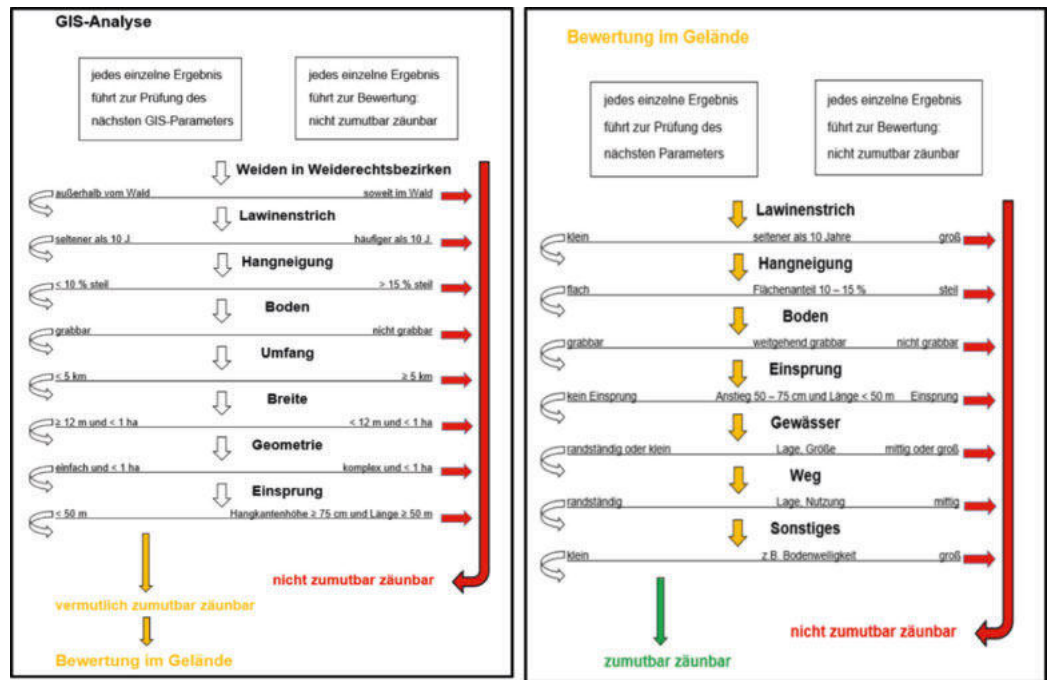 GIS-Analyse
jedes einzelne Ergebnis
führt zur Prüfung des
nächsten GIS-Parameters
jedes einzelne Ergebnis
führt zur Bewertung:
nicht zumutbar zäunbar
Weiden in Weiderechtsbezirken
außerhalb vom Wald soweit im Wald
Lawinenstrich
seltener als 10 J. häufiger als 10 J.
Hangneigung
< 10 % steil > 15 % steil
Boden
grabbar nicht grabbar
Umfang
< 5 km ≥ 5 km
Breite
≥ 12 m und < 1 ha < 12 m und < 1 ha
Geometrie
einfach und < 1 ha komplex und < 1 ha
Einsprung
< 50 m Hangkantenhöhe ≥ 75 cm und Länge ≥ 50 m
nicht zumutbar zäunbar
vermutlich zumutbar zäunbar
Bewertung im Gelände
Bewertung im Gelände
jedes einzelne Ergebnis
führt zur Prüfung des
nächsten Parameters
jedes einzelne Ergebnis
führt zur Bewertung:
nicht zumutbar zäunbar
Lawinenstrich
klein seltener als 10 Jahre groß
Hangneigung
flach Flächenanteil 10 – 15 % steil
Boden
grabbar weitgehend grabbar nicht grabbar
Einsprung
kein Einsprung Anstieg 50 – 75 cm und Länge < 50 m Einsprung
Gewässer
randständig oder klein Lage, Größe mittig oder groß
Weg
randständig Lage, Nutzung mittig
Sonstiges
klein z.B. Bodenwelligkeit groß
nicht zumutbar zäunbar
zumutbar zäunbar